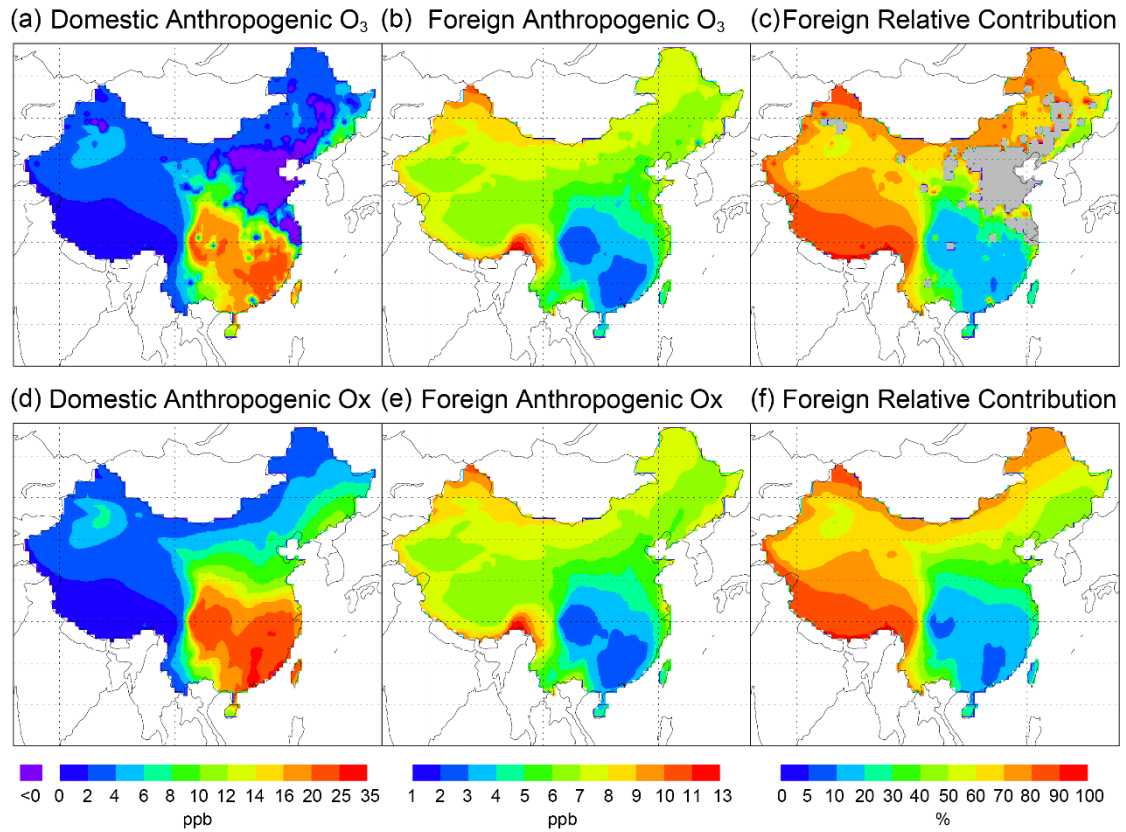 (a) Domestic Anthropogenic O₃ (b) Foreign Anthropogenic O₃ (c) Foreign Relative Contribution
(d) Domestic Anthropogenic Ox (e) Foreign Anthropogenic Ox (f) Foreign Relative Contribution
<0 0 2 4 6 8 10 12 14 16 20 25 35 1 2 3 4 5 6 7 8 9 10 11 13 0 5 10 20 30 40 50 60 70 80 90 100
ppb ppb %